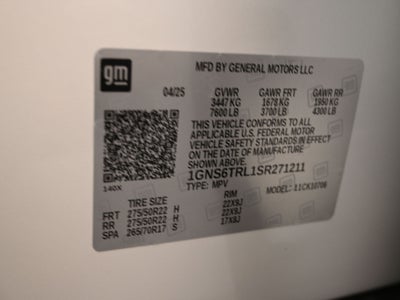 gm
MFD BY GENERAL MOTORS LLC
04/25 GVWR GAWR FRT GAWR RR
3447 KG 1678 KG 1950 KG
7600 LB 3700 LB 4300 LB
THIS VEHICLE CONFORMS TO ALL
APPLICABLE U.S. FEDERAL MOTOR
VEHICLE SAFETY STANDARDS IN EFFECT
ON THE DATE OF MANUFACTURE
SHOWN ABOVE.
1GNS6TRL1SR271211
TYPE: MPV MODEL: 11CK10706
140X
TIRE SIZE RIM
FRT 275/50R22 H 22X9J
RR 275/50R22 H 22X9J
SPA 265/70R17 S 17X8J